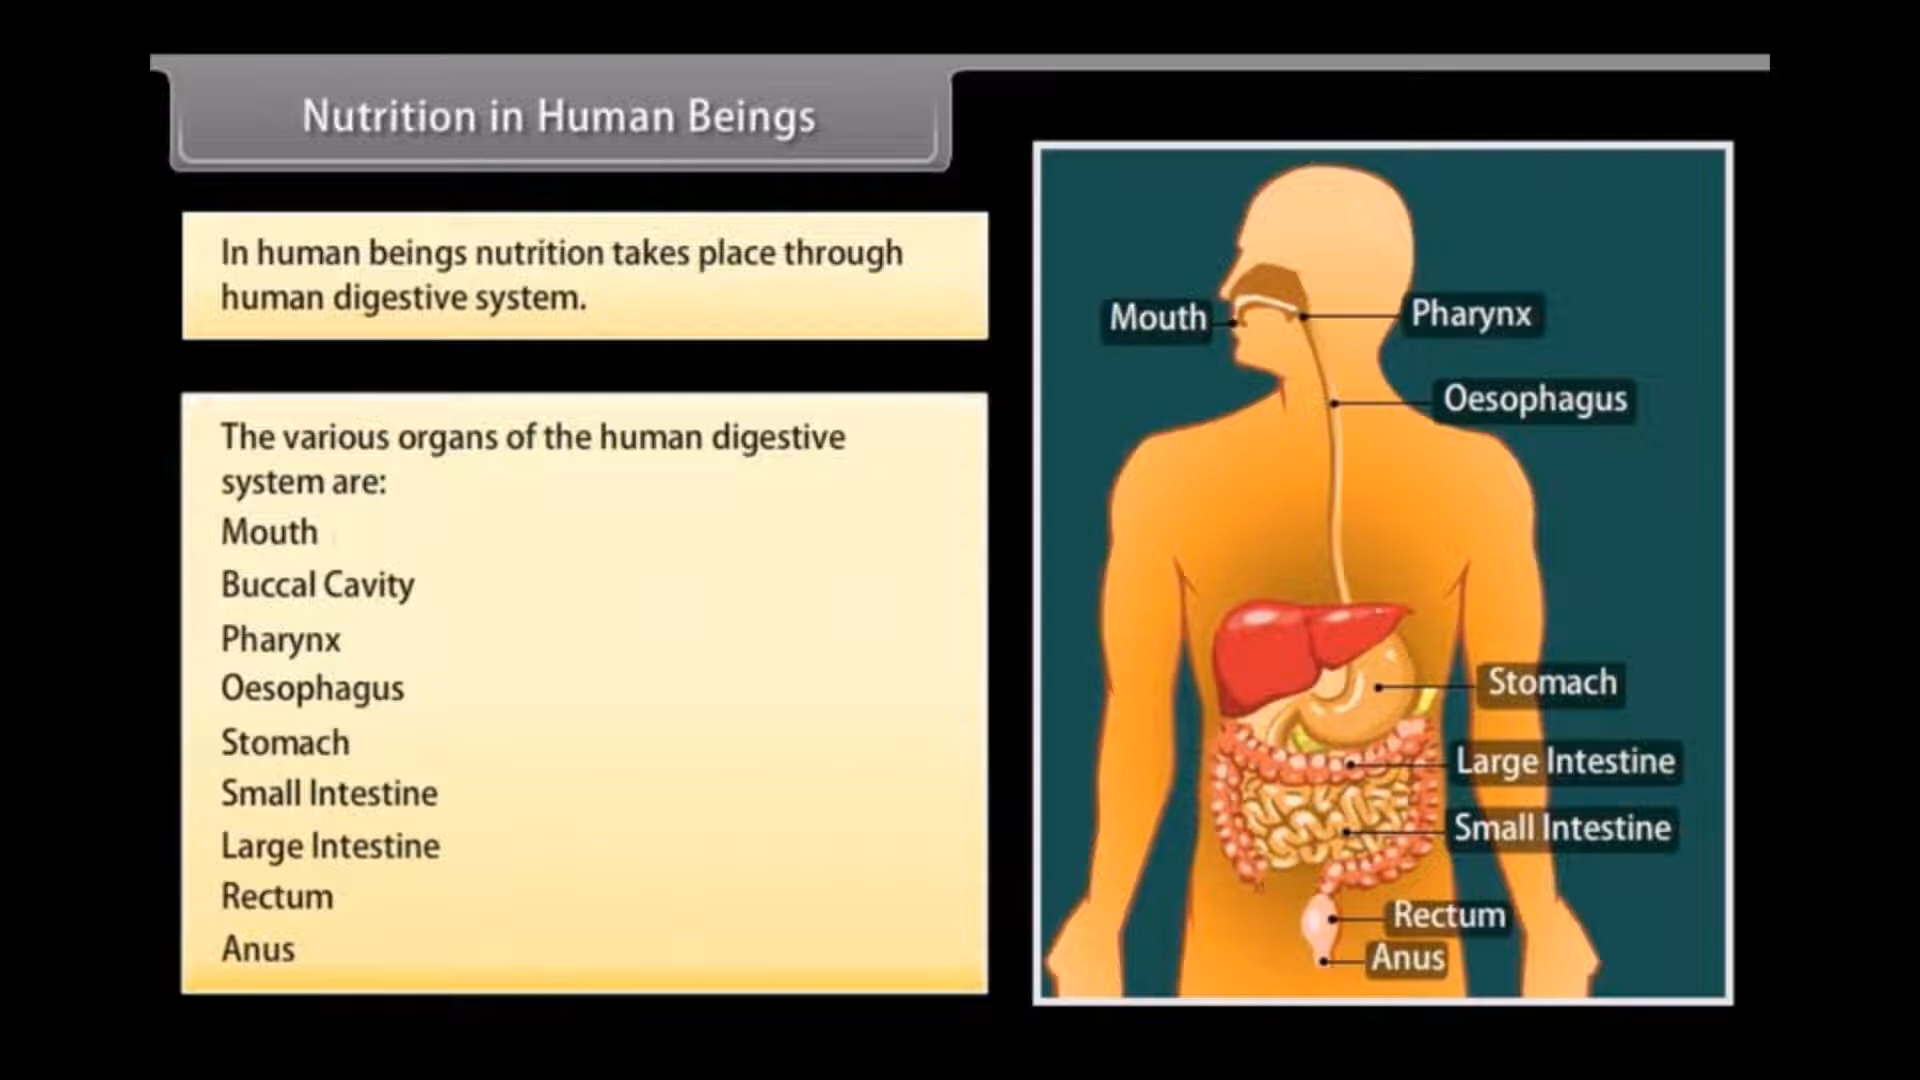 Nutrition in Human Beings
In human beings nutrition takes place through
human digestive system.
The various organs of the human digestive
system are:
Mouth
Buccal Cavity
Pharynx
Oesophagus
Stomach
Small Intestine
Large Intestine
Rectum
Anus
Mouth
Pharynx
Oesophagus
Stomach
Large Intestine
Small Intestine
Rectum
Anus